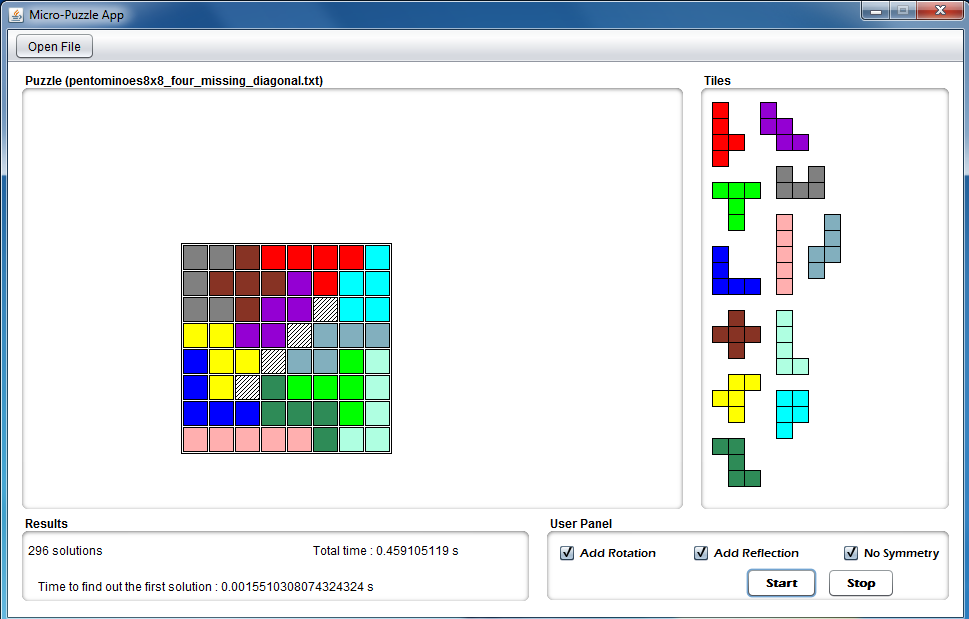 Micro-Puzzle App
Open File
Puzzle (pentominoes8x8_four_missing_diagonal.txt)
Tiles
Results
296 solutions
Total time : 0.459105119 s
Time to find out the first solution : 0.0015510308074324324 s
User Panel
Add Rotation
Add Reflection
No Symmetry
Start
Stop